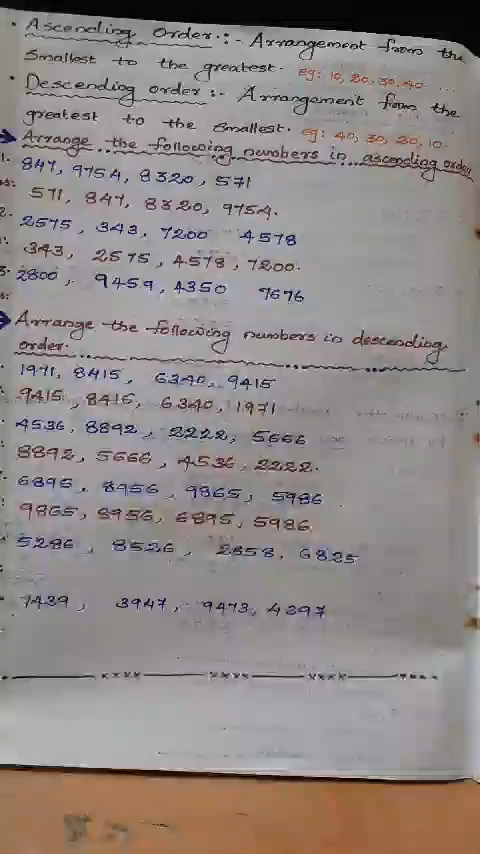 • Ascending Order :- Arrangement from the
Smallest to the greatest. eg: 10, 20, 30, 40 ....
• Descending order :- Arrangement from the
greatest to the smallest. eg: 40, 30, 20, 10.
→ Arrange the following numbers in ascending order
1. 847, 9754, 8320, 571
571, 847, 8320, 9754.
2. 2575, 343, 7200 4578
343, 2575, 4578, 7200.
3. 2800, 9459, 4350 7676
→ Arrange the following numbers in descending
order.
1971, 8415, 6340, 9415
9415, 8415, 6340, 1971
4536, 8892, 2222, 5666
8892, 5666, 4536, 2222.
6895, 8956, 9865, 5986
9865, 8956, 6895, 5986
5286, 8526, 2858, 6825
7439, 3947, 9473, 4397